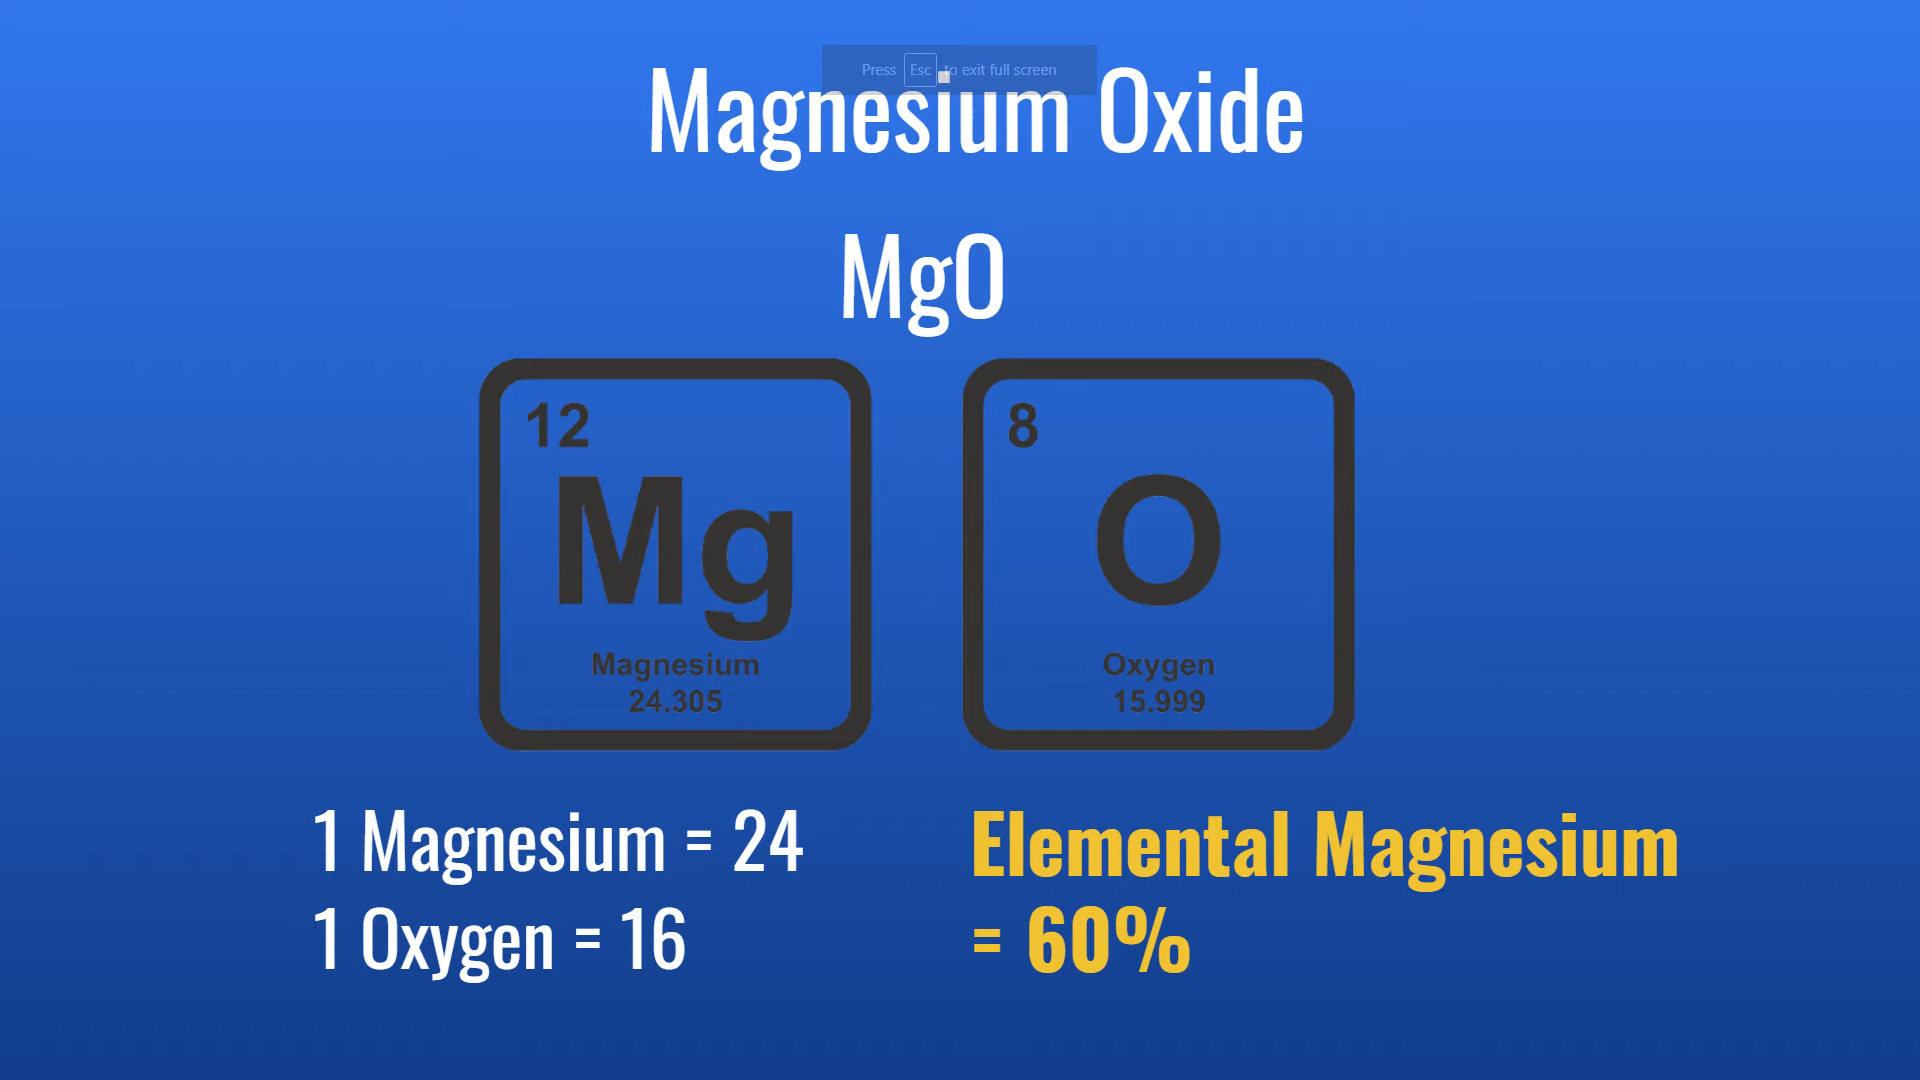 Press Esc to exit full screen
Magnesium Oxide
MgO
12
Mg
Magnesium
24.305
8
O
Oxygen
15.999
1 Magnesium = 24
1 Oxygen = 16
Elemental Magnesium
= 60%